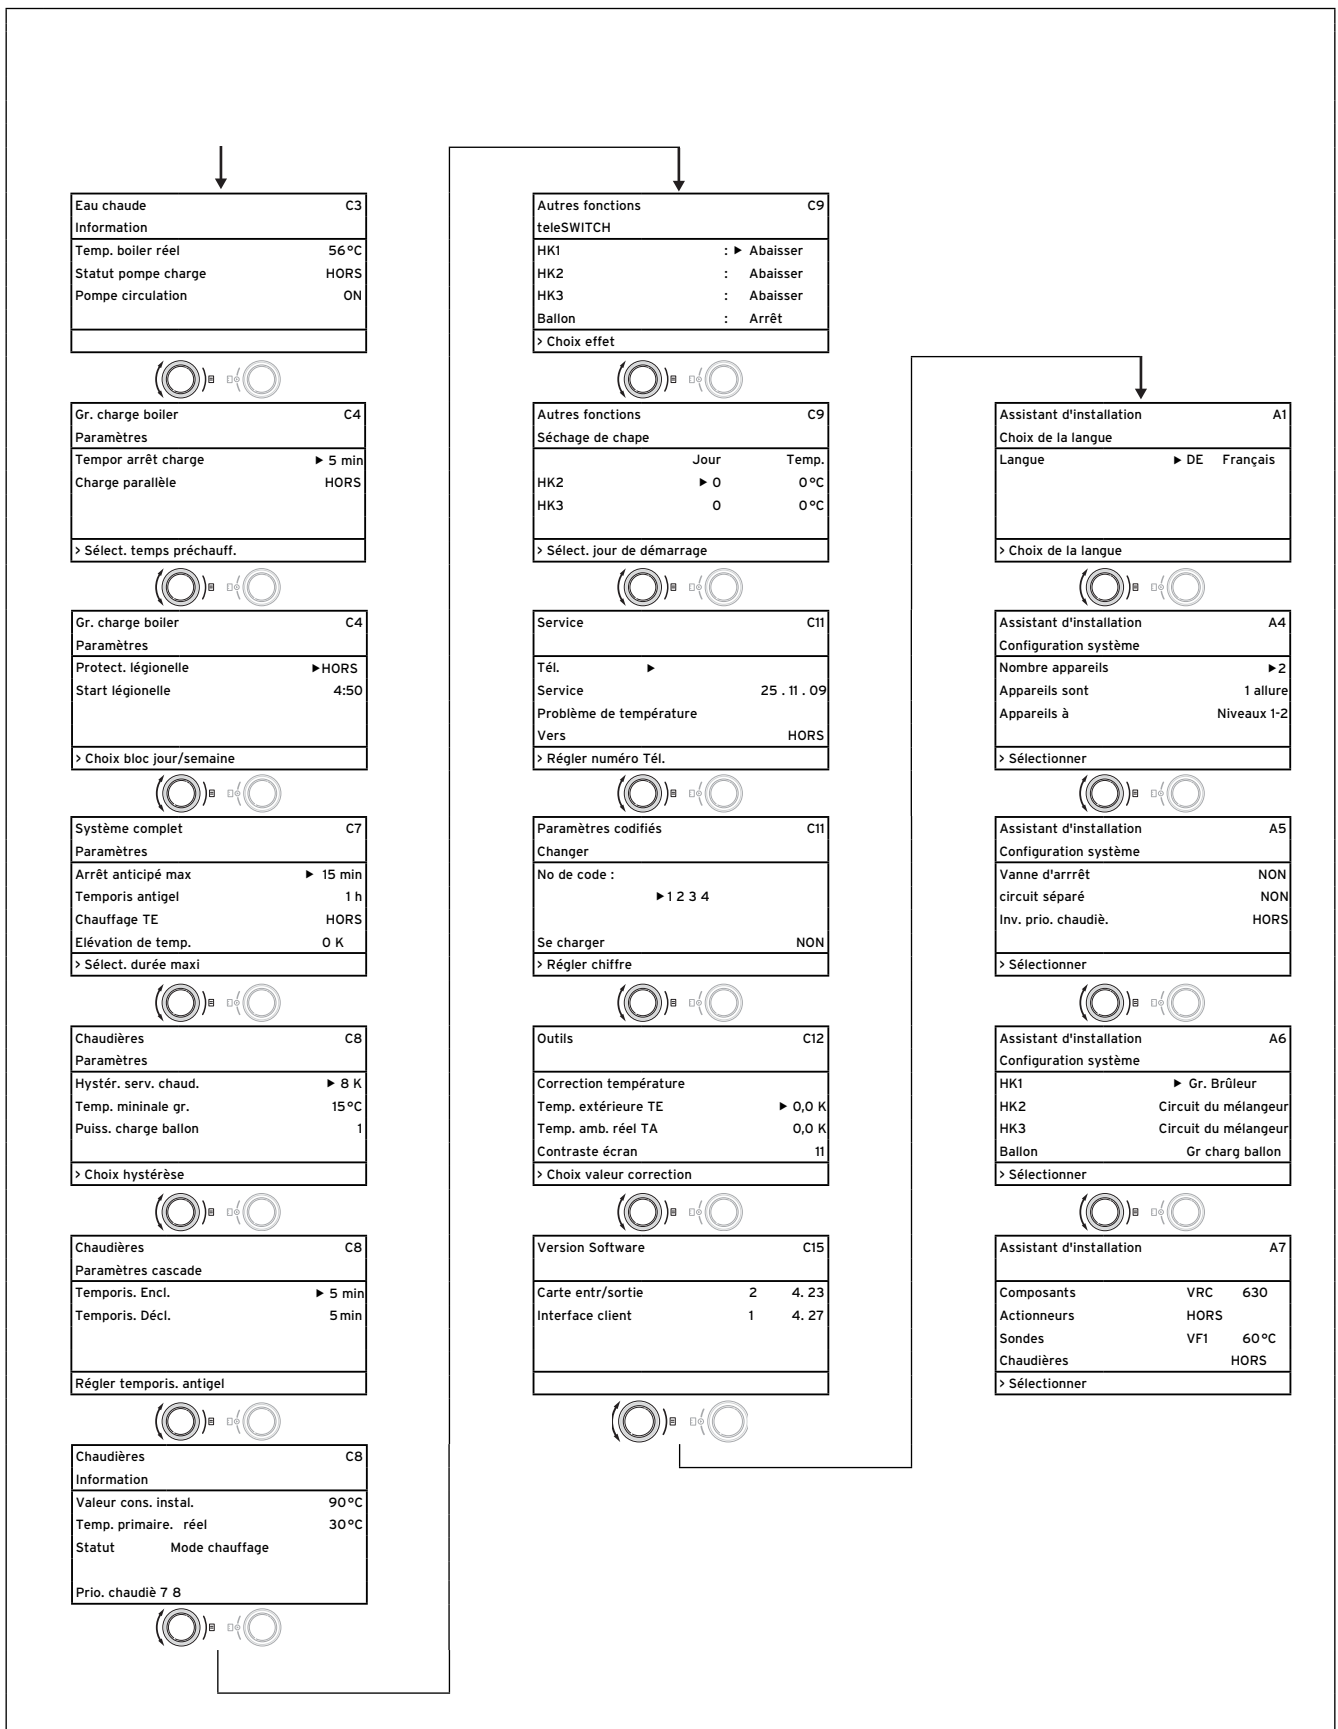 Eau chaude C3
Information
Temp. boiler réel 56°C
Statut pompe charge HORS
Pompe circulation ON
Gr. charge boiler C4
Paramètres
Tempor arrêt charge ▶ 5 min
Charge parallèle HORS
> Sélect. temps préchauff.
Gr. charge boiler C4
Paramètres
Protect. légionelle ▶HORS
Start légionelle 4:50
> Choix bloc jour/semaine
Système complet C7
Paramètres
Arrêt anticipé max ▶ 15 min
Temporis antigel 1 h
Chauffage TE HORS
Elévation de temp. 0 K
> Sélect. durée maxi
Chaudières C8
Paramètres
Hystér. serv. chaud. ▶ 8 K
Temp. mininale gr. 15°C
Puiss. charge ballon 1
> Choix hystérèse
Chaudières C8
Paramètres cascade
Temporis. Encl. ▶ 5 min
Temporis. Décl. 5 min
Régler temporis. antigel
Chaudières C8
Information
Valeur cons. instal. 90°C
Temp. primaire. réel 30°C
Statut Mode chauffage
Prio. chaudiè 7 8
Autres fonctions C9
teleSWITCH
HK1 : ▶ Abaisser
HK2 : Abaisser
HK3 : Abaisser
Ballon : Arrêt
> Choix effet
Autres fonctions C9
Séchage de chape
Jour Temp.
HK2 ▶ 0 0°C
HK3 0 0°C
> Sélect. jour de démarrage
Service C11
Tél. ▶
Service 25 . 11 . 09
Problème de température
Vers HORS
> Régler numéro Tél.
Paramètres codifiés C11
Changer
No de code :
▶1 2 3 4
Se charger NON
> Régler chiffre
Outils C12
Correction température
Temp. extérieure TE ▶ 0,0 K
Temp. amb. réel TA 0,0 K
Contraste écran 11
> Choix valeur correction
Version Software C15
Carte entr/sortie 2 4. 23
Interface client 1 4. 27
Assistant d'installation A1
Choix de la langue
Langue ▶ DE Français
> Choix de la langue
Assistant d'installation A4
Configuration système
Nombre appareils ▶2
Appareils sont 1 allure
Appareils à Niveaux 1-2
> Sélectionner
Assistant d'installation A5
Configuration système
Vanne d'arrrêt NON
circuit séparé NON
Inv. prio. chaudiè. HORS
> Sélectionner
Assistant d'installation A6
Configuration système
HK1 ▶ Gr. Brûleur
HK2 Circuit du mélangeur
HK3 Circuit du mélangeur
Ballon Gr charg ballon
> Sélectionner
Assistant d'installation A7
Composants VRC 630
Actionneurs HORS
Sondes VF1 60°C
Chaudières HORS
> Sélectionner